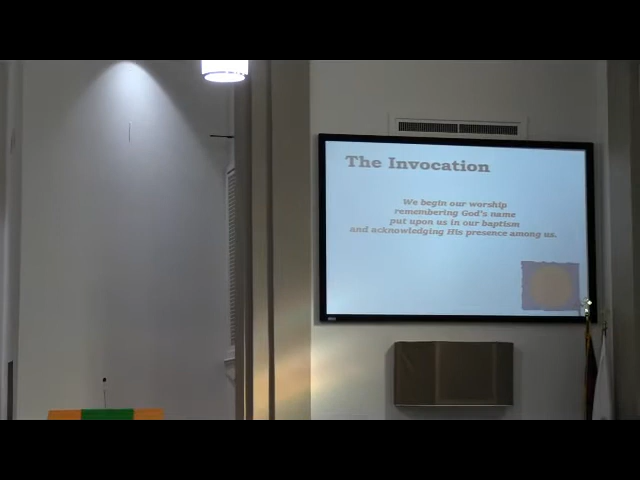 The Invocation
We begin our worship
remembering God's name
put upon us in our baptism
and acknowledging His presence among us.